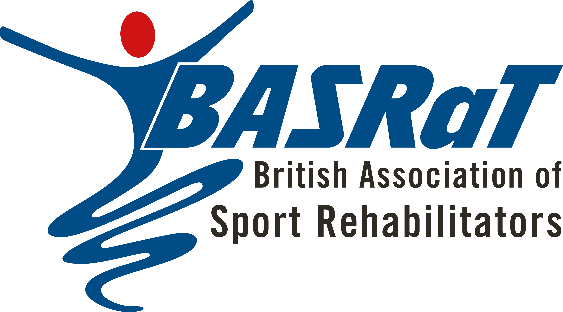 BASRaT
British Association of
Sport Rehabilitators